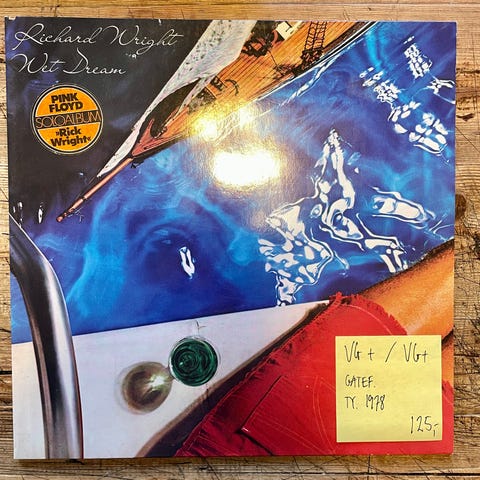 Richard Wright
Wet Dream
PINK
FLOYD
SOLOALBUM
»Rick
Wright«
VG+ / VG+
GATEF.
TY. 1978
125,-